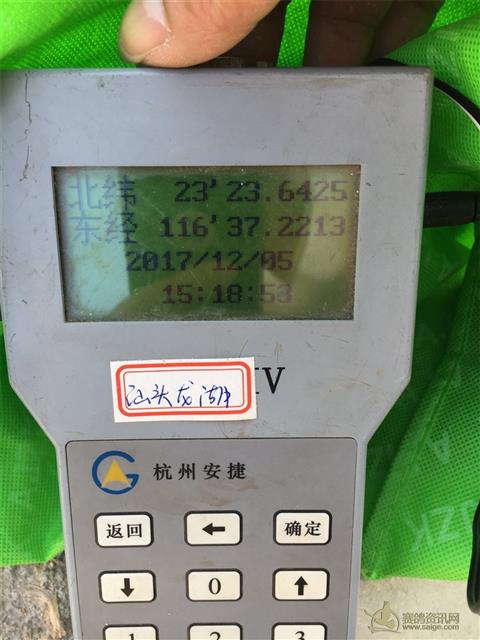 北纬 23'23.6425
东经 116'37.2213
2017/12/05
15:18:53
IV
汕头龙湖
杭州安捷
返回 ← 确定
↓ 0 ↑
1 2 3
赛鸽资讯网
www.saige.com